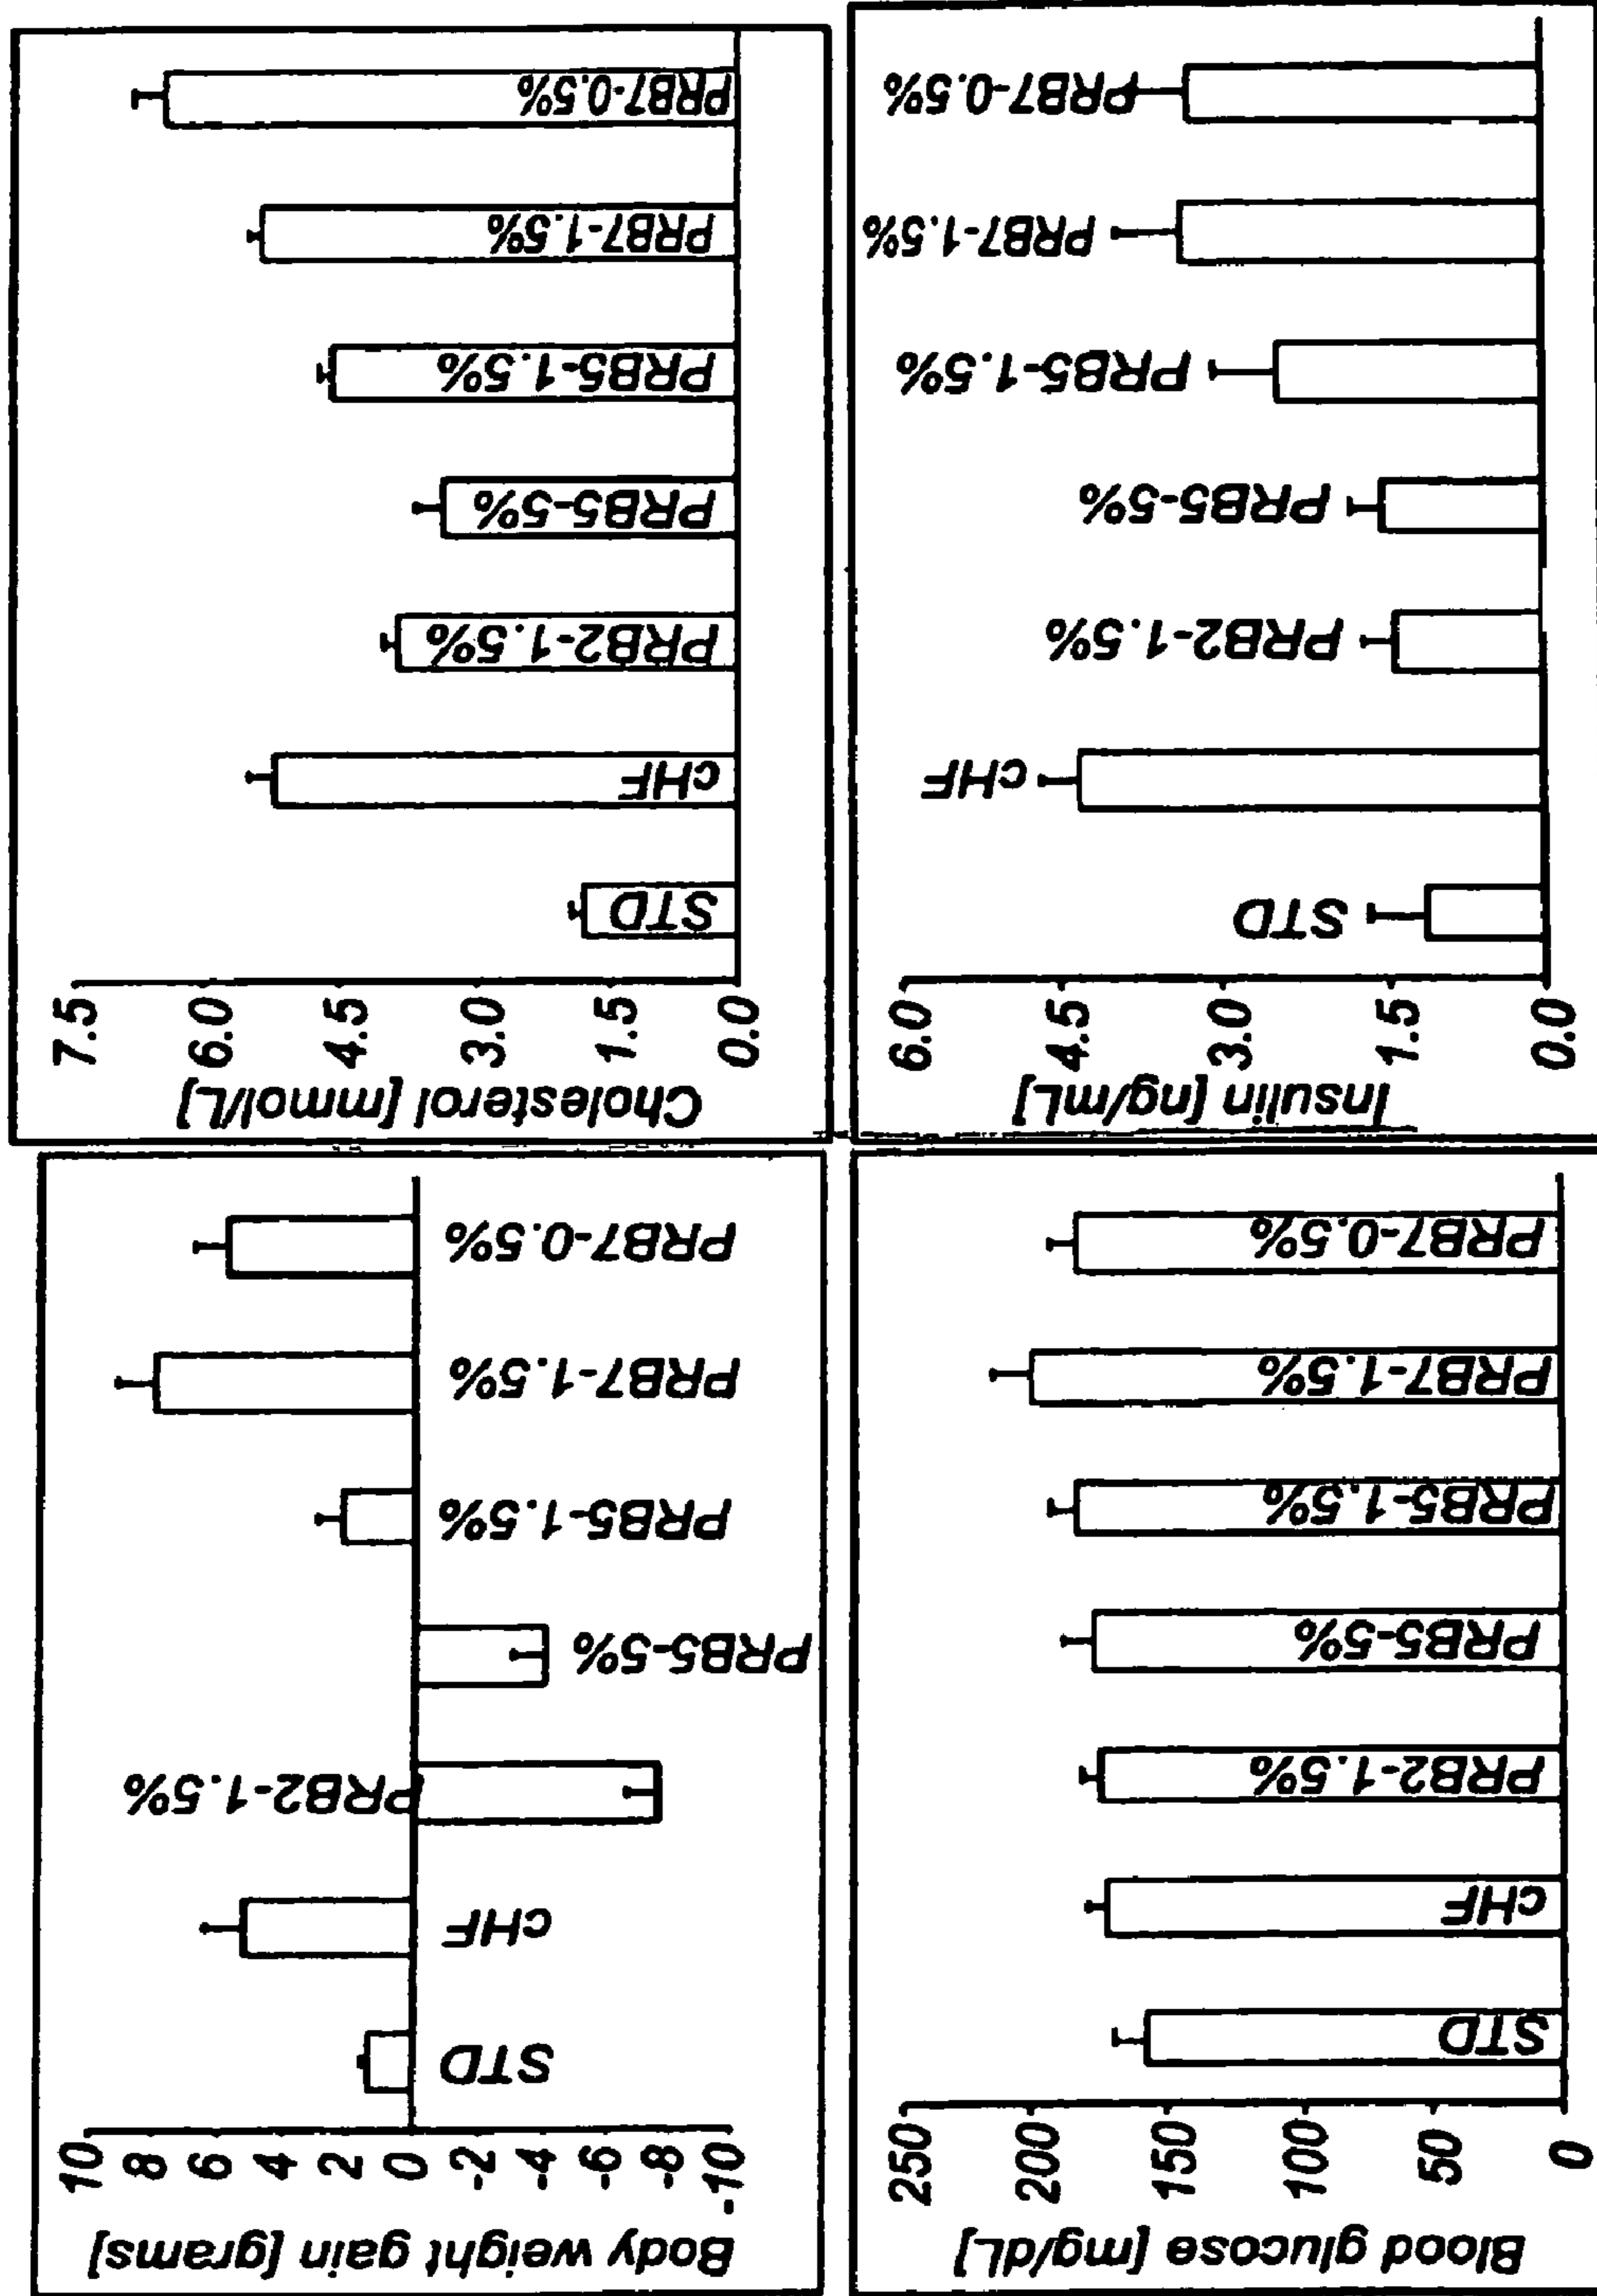 Body weight gain [grams]
10
8
6
4
2
0
-2
-4
-6
-8
-10
STD
cHF
PRB2-1.5%
PRB5-5%
PRB5-1.5%
PRB7-1.5%
PRB7-0.5%
Cholesterol [mmol/L]
7.5
6.0
4.5
3.0
1.5
0.0
STD
cHF
PRB2-1.5%
PRB5-5%
PRB5-1.5%
PRB7-1.5%
PRB7-0.5%
Blood glucose [mg/dL]
250
200
150
100
50
0
STD
cHF
PRB2-1.5%
PRB5-5%
PRB5-1.5%
PRB7-1.5%
PRB7-0.5%
Insulin [ng/mL]
6.0
4.5
3.0
1.5
0.0
STD
cHF
PRB2-1.5%
PRB5-5%
PRB5-1.5%
PRB7-1.5%
PRB7-0.5%